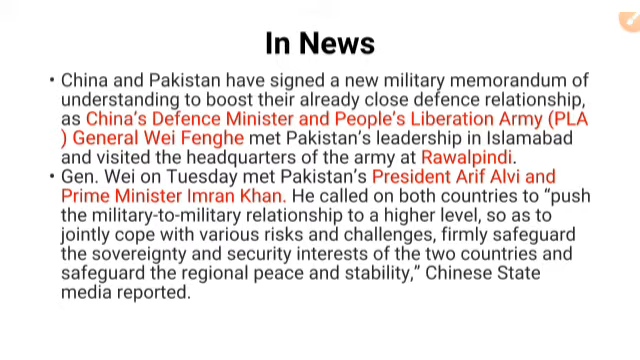 In News
• China and Pakistan have signed a new military memorandum of
understanding to boost their already close defence relationship,
as China's Defence Minister and People's Liberation Army (PLA
) General Wei Fenghe met Pakistan's leadership in Islamabad
and visited the headquarters of the army at Rawalpindi.
• Gen. Wei on Tuesday met Pakistan's President Arif Alvi and
Prime Minister Imran Khan. He called on both countries to “push
the military-to-military relationship to a higher level, so as to
jointly cope with various risks and challenges, firmly safeguard
the sovereignty and security interests of the two countries and
safeguard the regional peace and stability,” Chinese State
media reported.